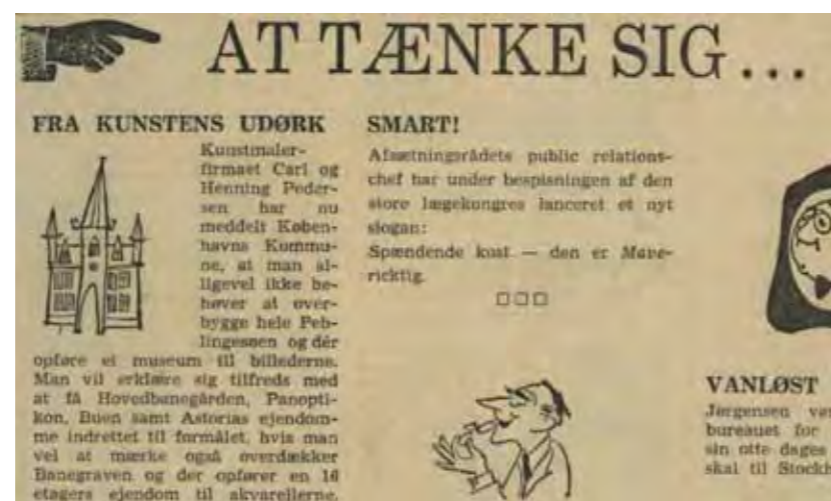 AT TÆNKE SIG...
FRA KUNSTENS UDØRK
Kunstmaler-
firmaet Carl og
Henning Peder-
sen har nu
meddelt Køben-
havns Kommu-
ne, at man al-
ligevel ikke be-
høver at over-
bygge hele Peb-
lingesøen og dér
opføre et museum til billederne.
Man vil erklære sig tilfreds med
at få Hovedbanegården, Panopti-
kon, Buen samt Astorias ejendom-
me indrettet til formålet, hvis man
vel at mærke også overdækker
Banegraven og der opfører en 16
etagers ejendom til akvarellerne.
SMART!
Afsætningsrådets public relations-
chef har under bespisningen af den
store lægekongres lanceret et nyt
slogan:
Spændende kost — den er Mave-
ricktig.
VANLØST
Jørgensen
bureauet for
sin otte dages
skal til